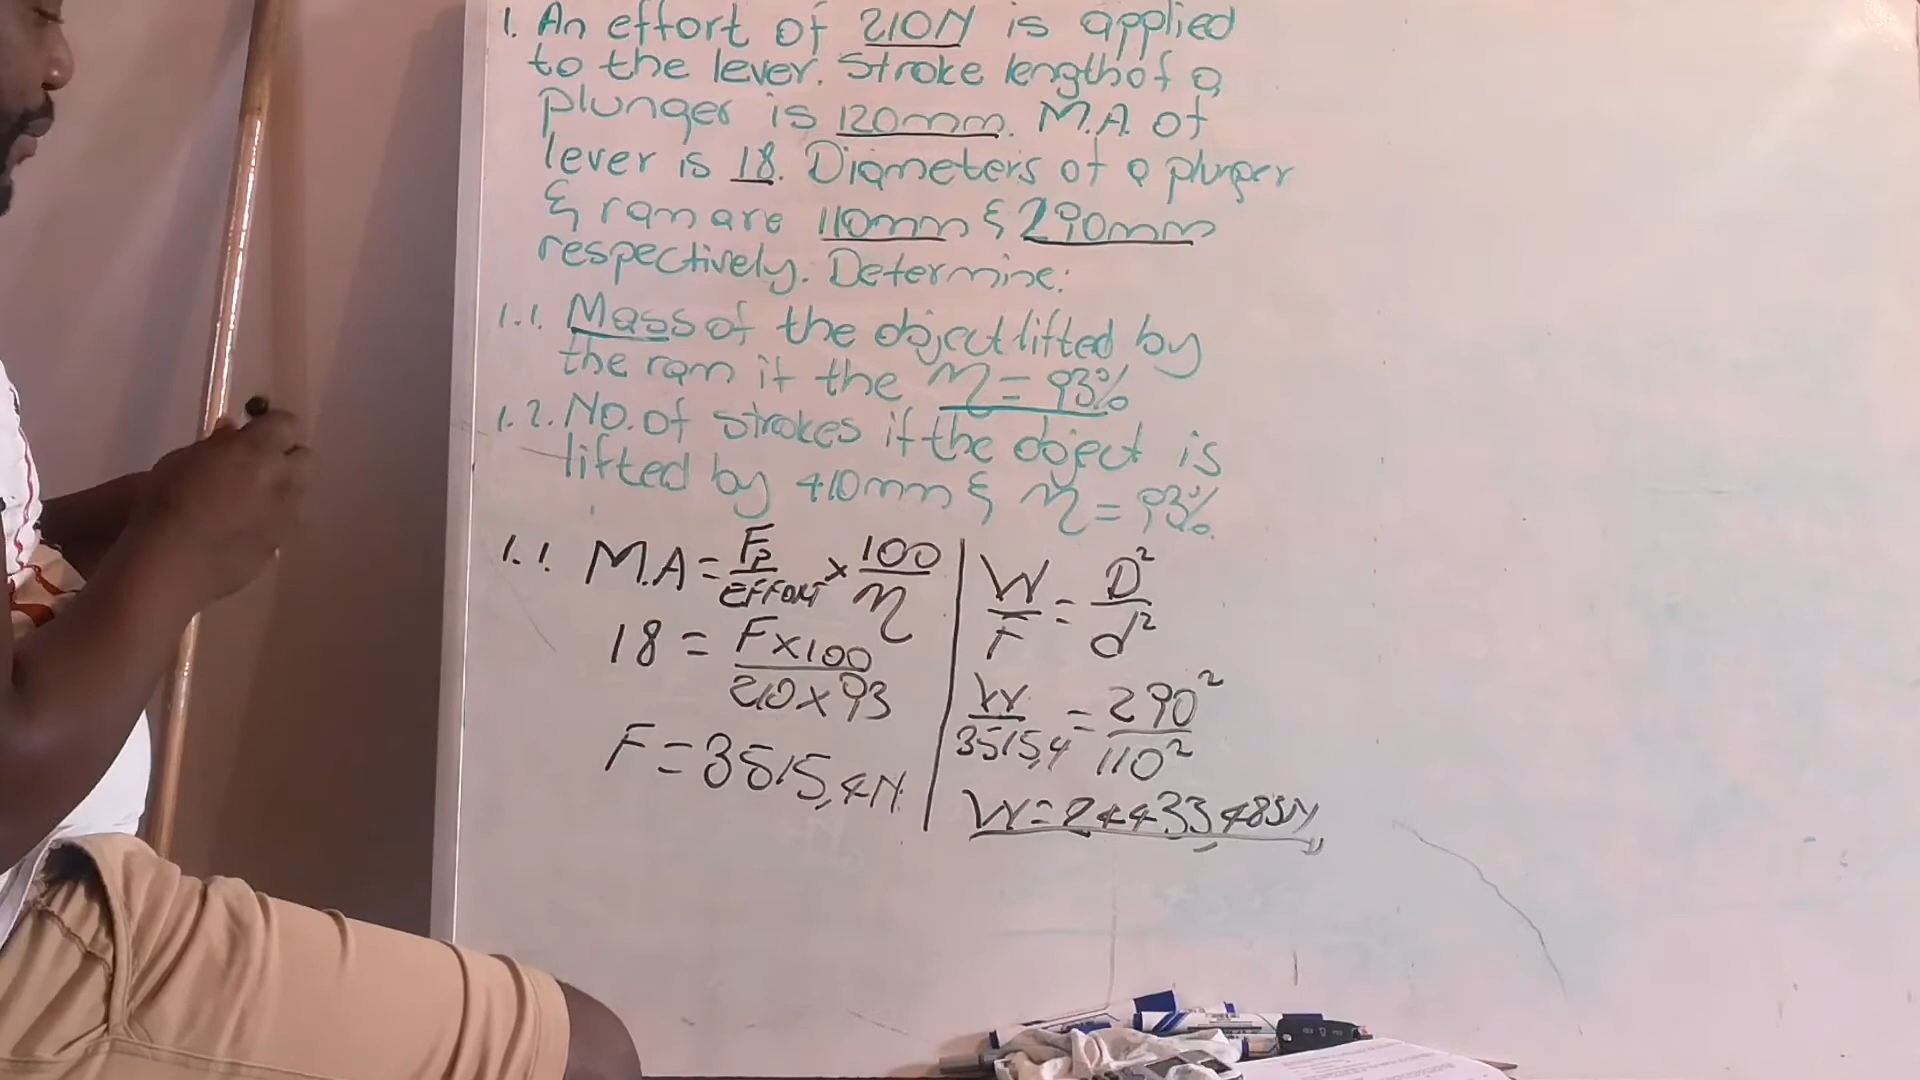 1. An effort of 210N is applied
to the lever. Stroke length of a
plunger is 120mm. M.A. of
lever is 18. Diameters of a plunger
& ram are 110mm & 290mm
respectively. Determine:
1.1. Mass of the object lifted by
the ram if the η = 93%
1.2. NO. of strokes if the object is
lifted by 410mm & η = 93%.
1.1. M.A = Fp/EFFORT × 100/η
18 = F×100/210×93
F = 3515,4N
W/F = D²/d²
W/3515,4 = 290²/110²
W = 24433,483N